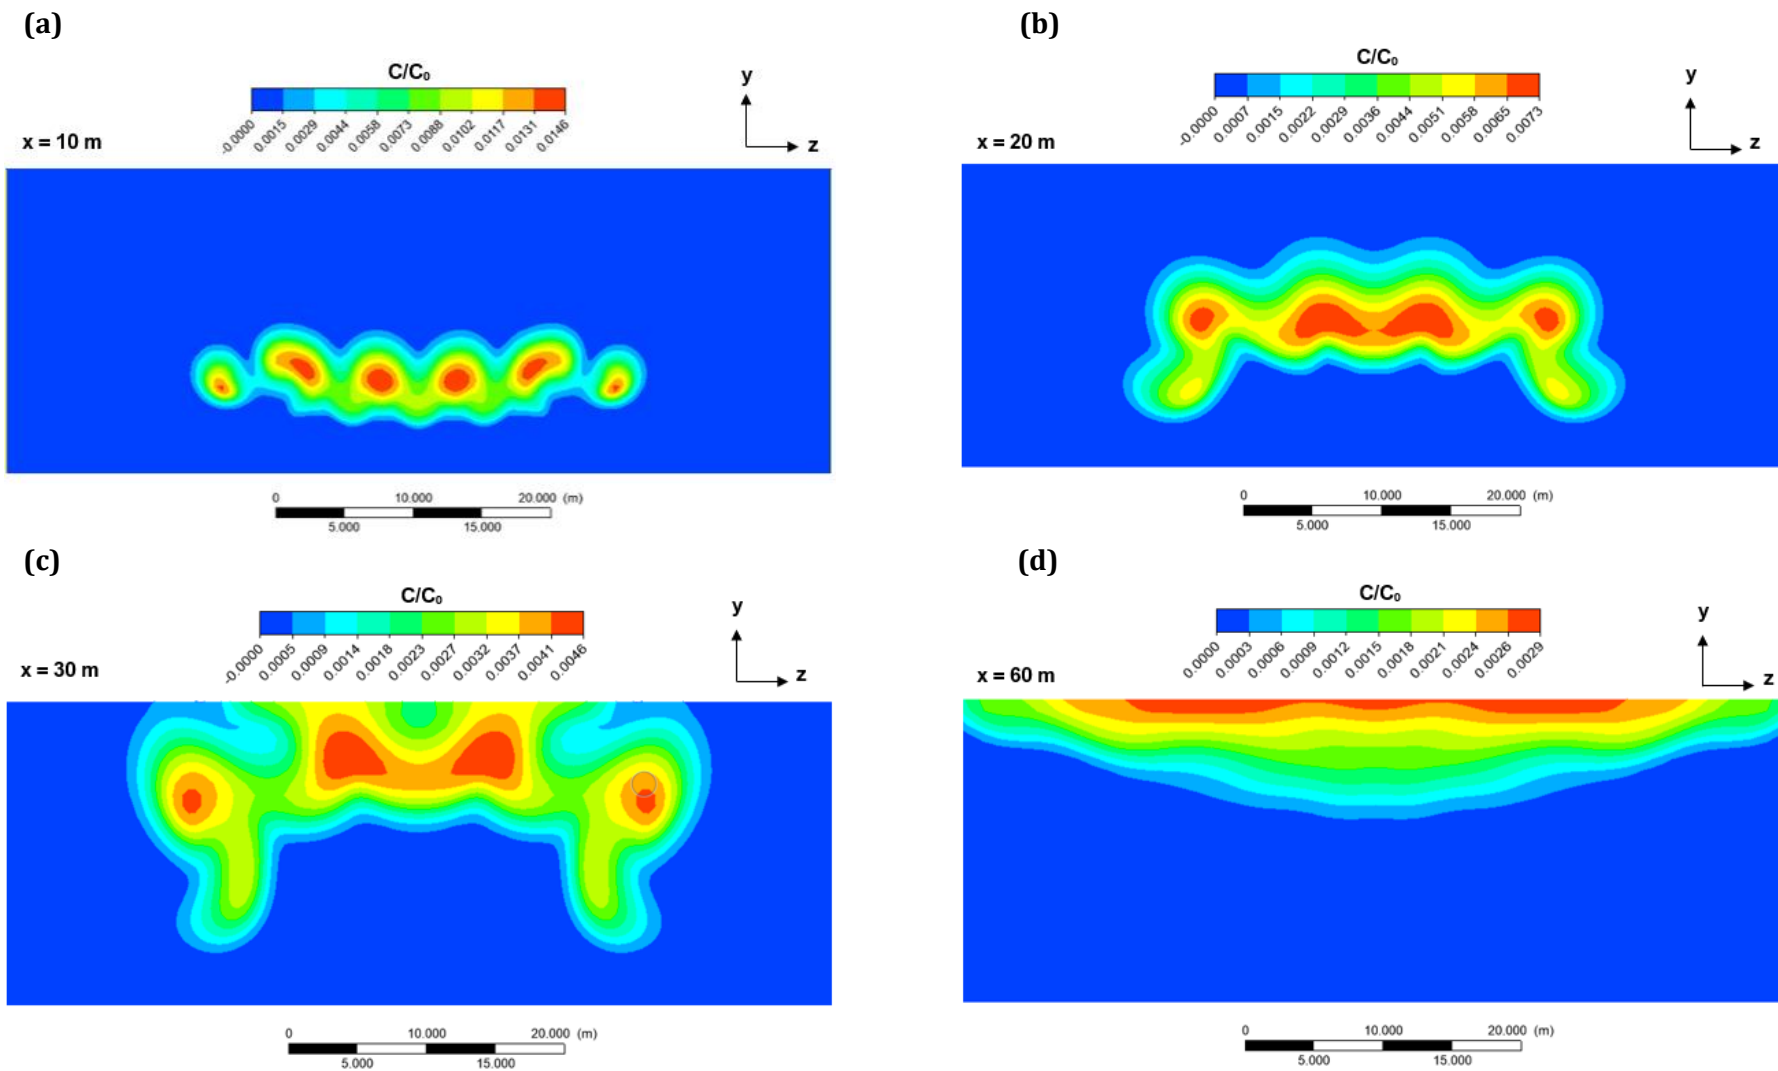 (a)
C/C₀
-0.0000 0.0015 0.0029 0.0044 0.0058 0.0073 0.0088 0.0102 0.0117 0.0131 0.0146
x = 10 m
y
z
0 10.000 20.000 (m)
5.000 15.000
(b)
C/C₀
-0.0000 0.0007 0.0015 0.0022 0.0029 0.0036 0.0044 0.0051 0.0058 0.0065 0.0073
x = 20 m
y
z
0 10.000 20.000 (m)
5.000 15.000
(c)
C/C₀
-0.0000 0.0005 0.0009 0.0014 0.0018 0.0023 0.0027 0.0032 0.0037 0.0041 0.0046
x = 30 m
y
z
0 10.000 20.000 (m)
5.000 15.000
(d)
C/C₀
0.0000 0.0003 0.0006 0.0009 0.0012 0.0015 0.0018 0.0021 0.0024 0.0026 0.0029
x = 60 m
y
z
0 10.000 20.000 (m)
5.000 15.000